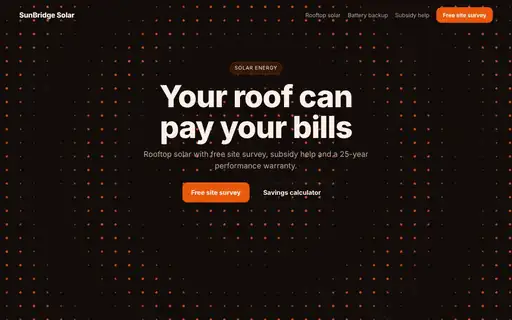 SunBridge Solar
Rooftop solar
Battery backup
Subsidy help
Free site survey
SOLAR ENERGY
Your roof can
pay your bills
Rooftop solar with free site survey, subsidy help and a 25-year
performance warranty.
Free site survey
Savings calculator